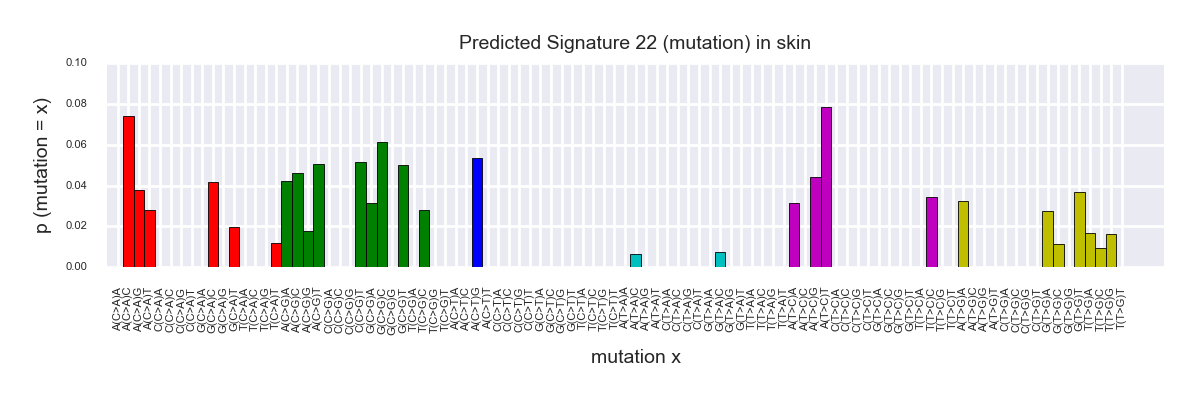 Predicted Signature 22 (mutation) in skin
0.10
0.08
0.06
0.04
0.02
0.00
p (mutation = x)
A(C>A)A
A(C>A)C
A(C>A)G
A(C>A)T
C(C>A)A
C(C>A)C
C(C>A)G
C(C>A)T
G(C>A)A
G(C>A)C
G(C>A)G
G(C>A)T
T(C>A)A
T(C>A)C
T(C>A)G
T(C>A)T
A(C>G)A
A(C>G)C
A(C>G)G
A(C>G)T
C(C>G)A
C(C>G)C
C(C>G)G
C(C>G)T
G(C>G)A
G(C>G)C
G(C>G)G
G(C>G)T
T(C>G)A
T(C>G)C
T(C>G)G
T(C>G)T
A(C>T)A
A(C>T)C
A(C>T)G
A(C>T)T
C(C>T)A
C(C>T)C
C(C>T)G
C(C>T)T
G(C>T)A
G(C>T)C
G(C>T)G
G(C>T)T
T(C>T)A
T(C>T)C
T(C>T)G
T(C>T)T
A(T>A)A
A(T>A)C
A(T>A)G
A(T>A)T
C(T>A)A
C(T>A)C
C(T>A)G
C(T>A)T
G(T>A)A
G(T>A)C
G(T>A)G
G(T>A)T
T(T>A)A
T(T>A)C
T(T>A)G
T(T>A)T
A(T>C)A
A(T>C)C
A(T>C)G
A(T>C)T
C(T>C)A
C(T>C)C
C(T>C)G
C(T>C)T
G(T>C)A
G(T>C)C
G(T>C)G
G(T>C)T
T(T>C)A
T(T>C)C
T(T>C)G
T(T>C)T
A(T>G)A
A(T>G)C
A(T>G)G
A(T>G)T
C(T>G)A
C(T>G)C
C(T>G)G
C(T>G)T
G(T>G)A
G(T>G)C
G(T>G)G
G(T>G)T
T(T>G)A
T(T>G)C
T(T>G)G
T(T>G)T
mutation x